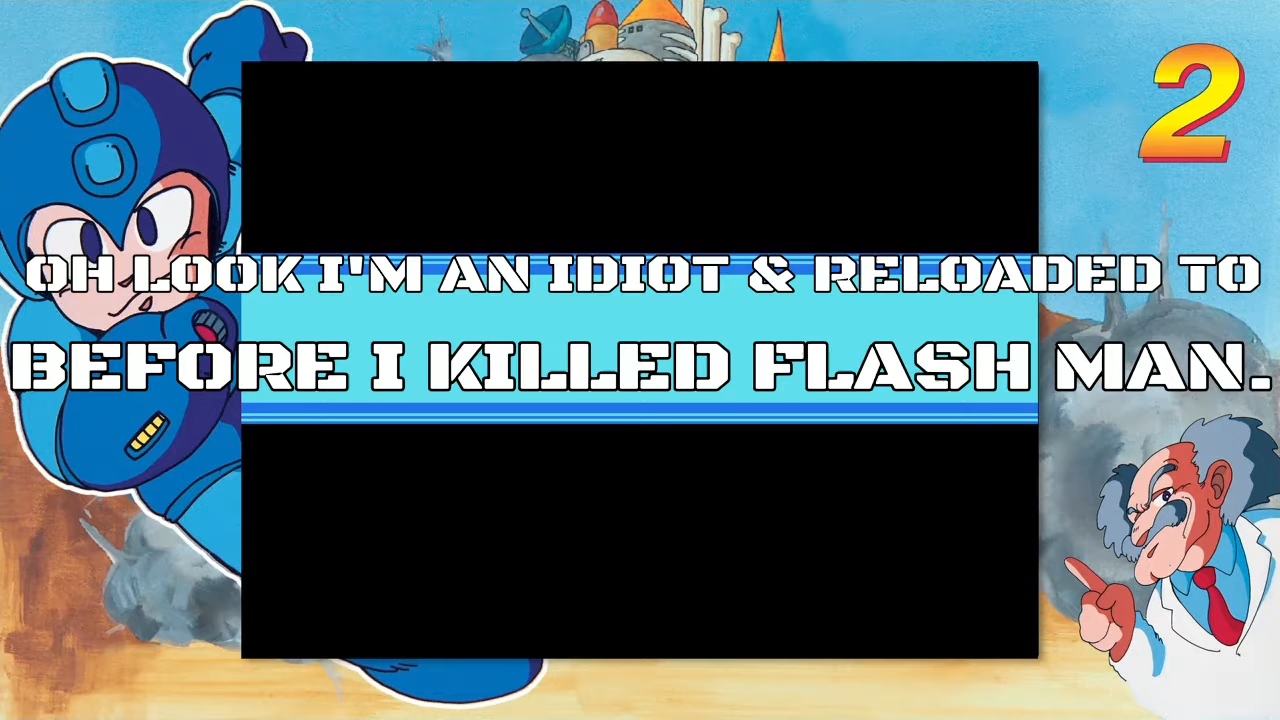 2
OH LOOK I'M AN IDIOT & RELOADED TO
BEFORE I KILLED FLASH MAN.